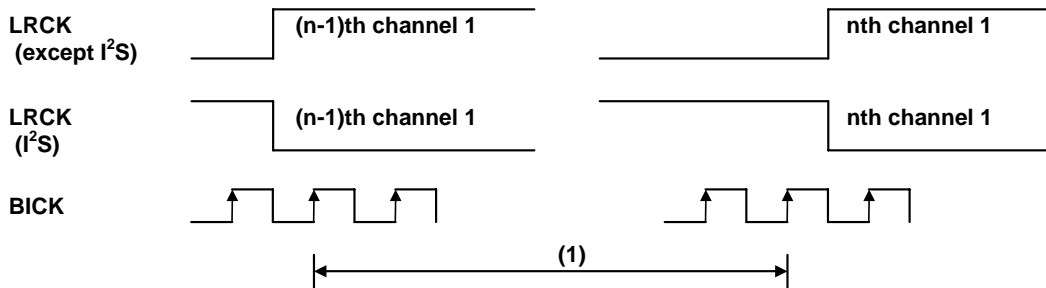 LRCK
(except I²S)
(n-1)th channel 1
nth channel 1
LRCK
(I²S)
(n-1)th channel 1
nth channel 1
BICK
(1)